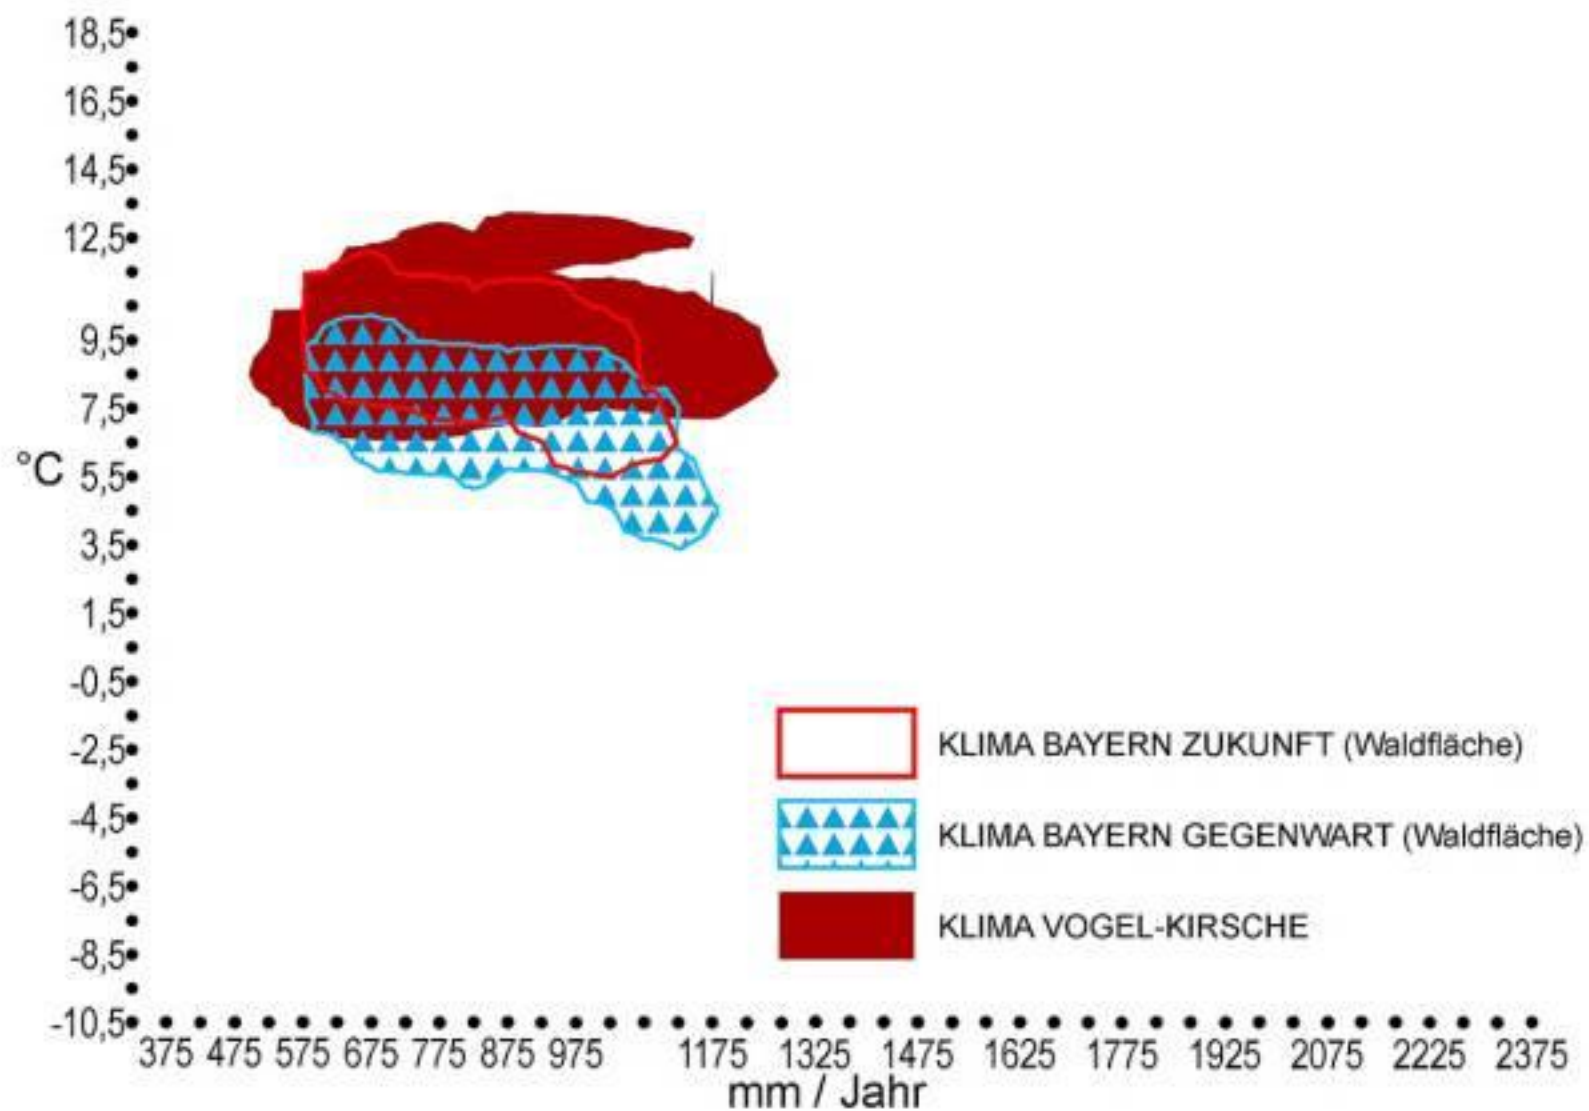 18,5
16,5
14,5
12,5
9,5
7,5
°C
5,5
3,5
1,5
-0,5
-2,5
-4,5
-6,5
-8,5
-10,5
KLIMA BAYERN ZUKUNFT (Waldfläche)
KLIMA BAYERN GEGENWART (Waldfläche)
KLIMA VOGEL-KIRSCHE
375 475 575 675 775 875 975 1175 1325 1475 1625 1775 1925 2075 2225 2375
mm / Jahr